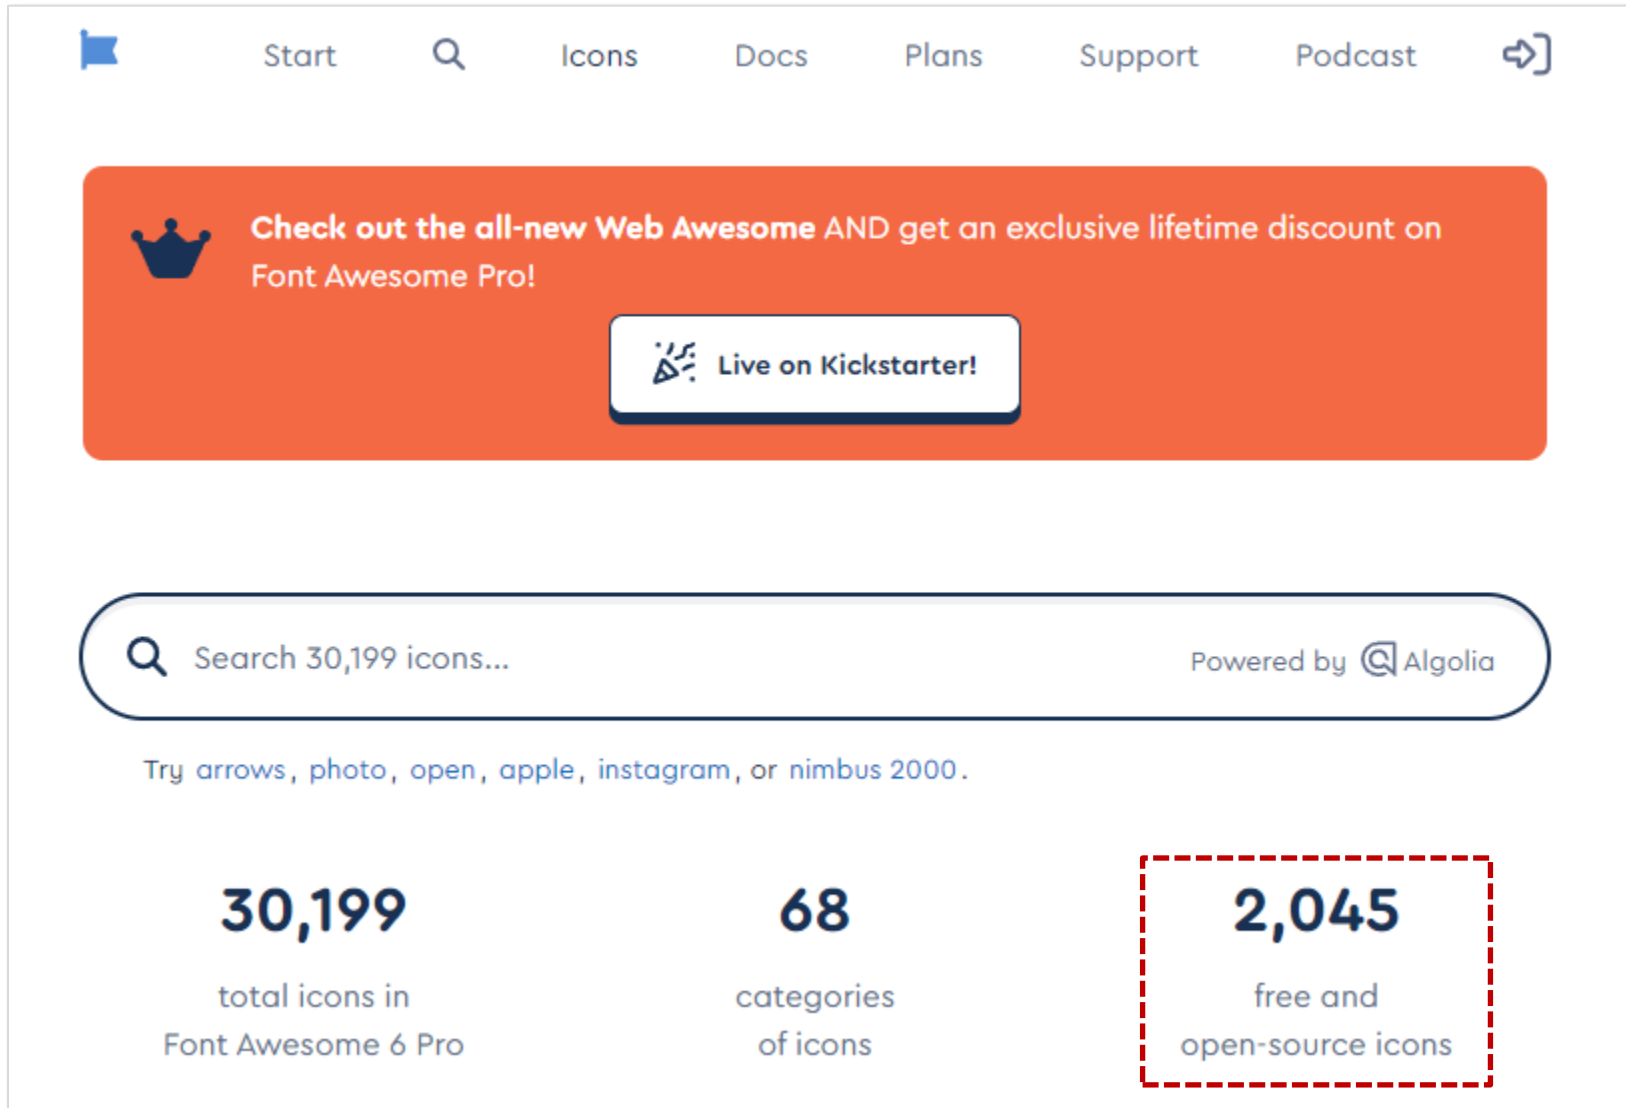 Start Icons Docs Plans Support Podcast
Check out the all-new Web Awesome AND get an exclusive lifetime discount on
Font Awesome Pro!
Live on Kickstarter!
Search 30,199 icons... Powered by Algolia
Try arrows, photo, open, apple, instagram, or nimbus 2000.
30,199
total icons in
Font Awesome 6 Pro
68
categories
of icons
2,045
free and
open-source icons